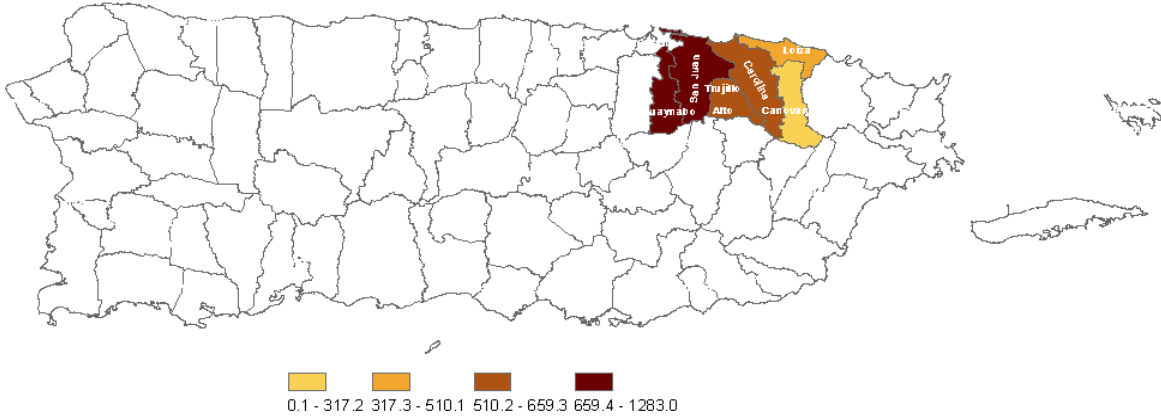 Loiza
San Juan
Carolina
Trujillo
Alto
uaynabo
Canovan
0.1 - 317.2 317.3 - 510.1 510.2 - 659.3 659.4 - 1283.0